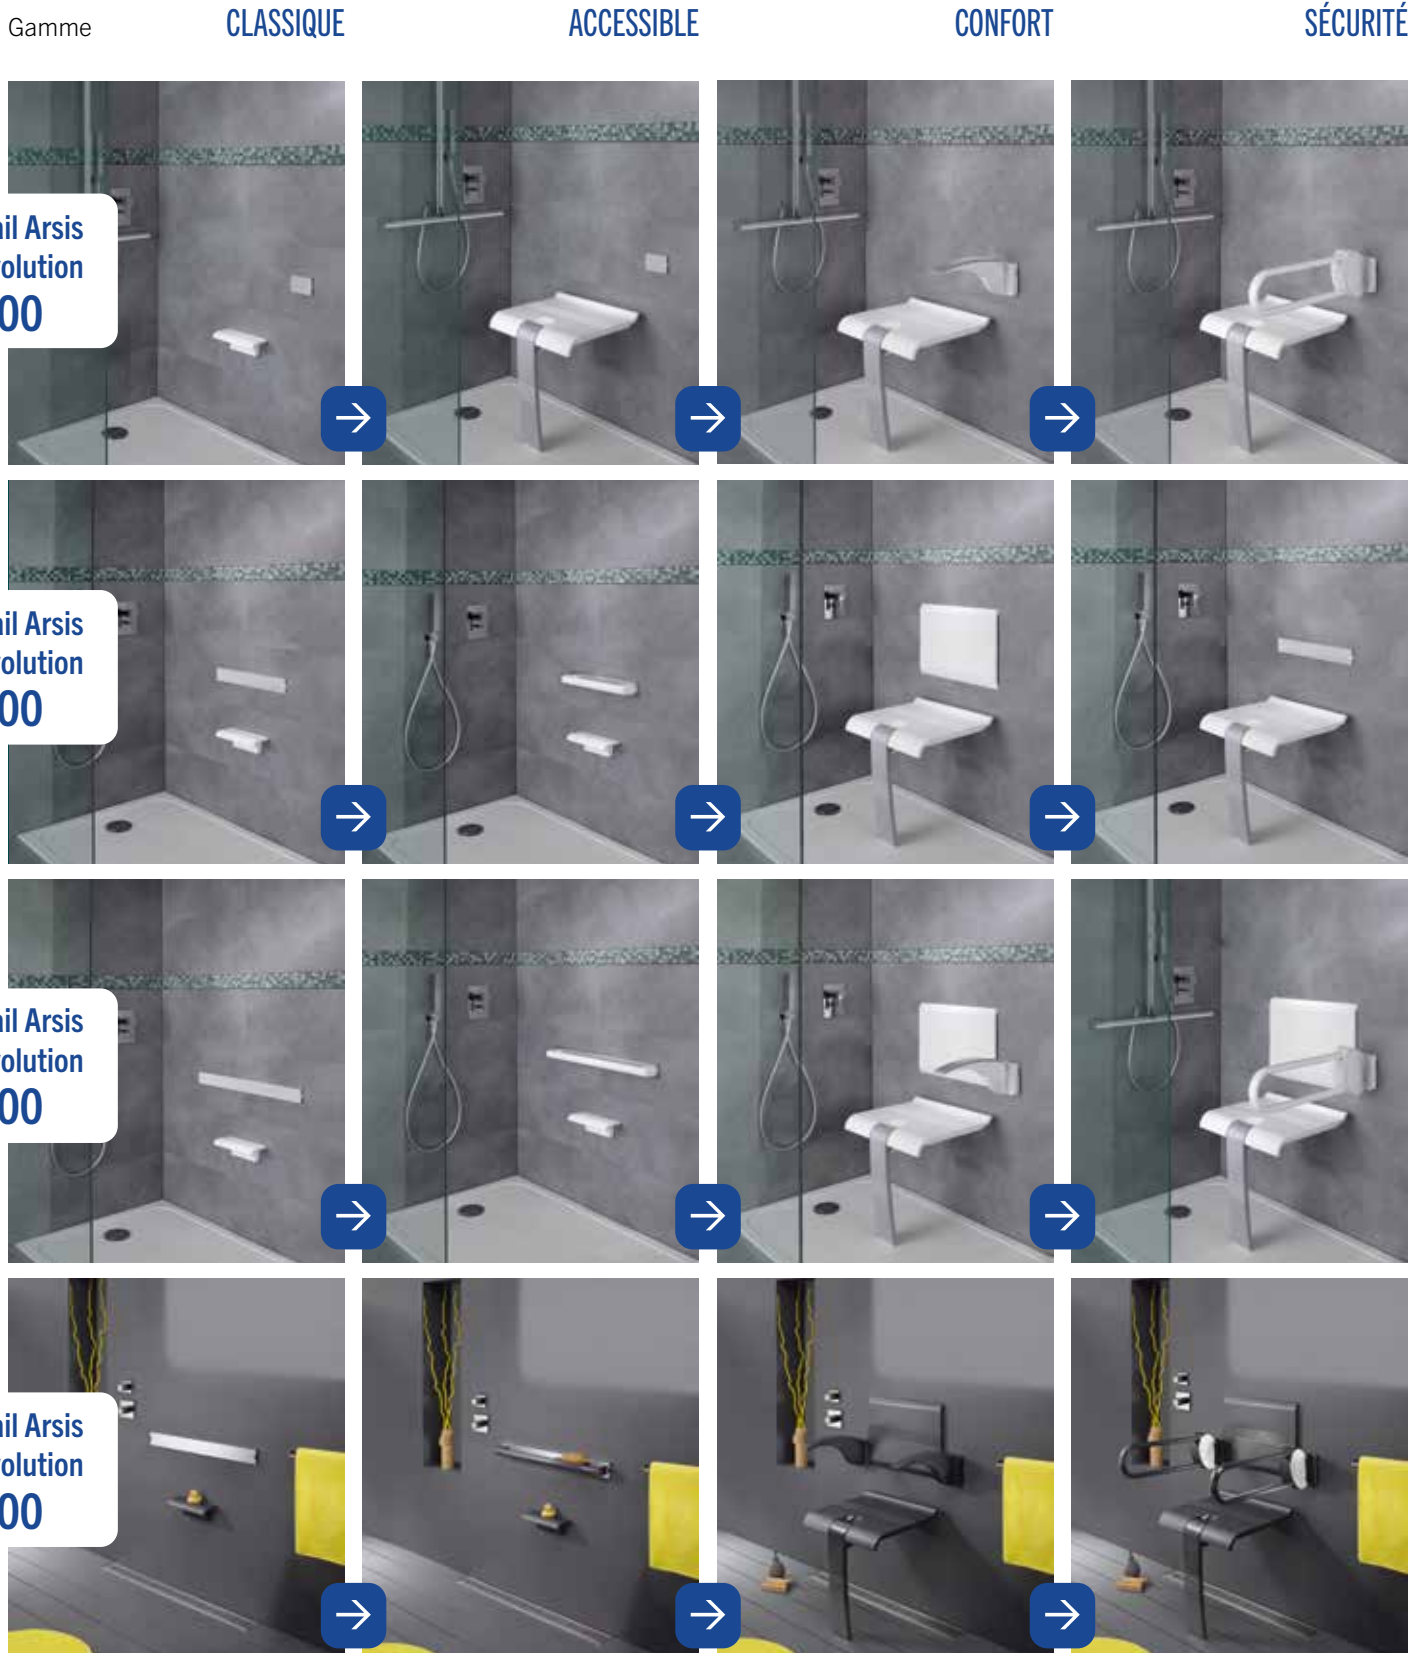 Gamme CLASSIQUE ACCESSIBLE CONFORT SÉCURITÉ
il Arsis
olution
00
il Arsis
olution
00
il Arsis
olution
00
il Arsis
olution
00